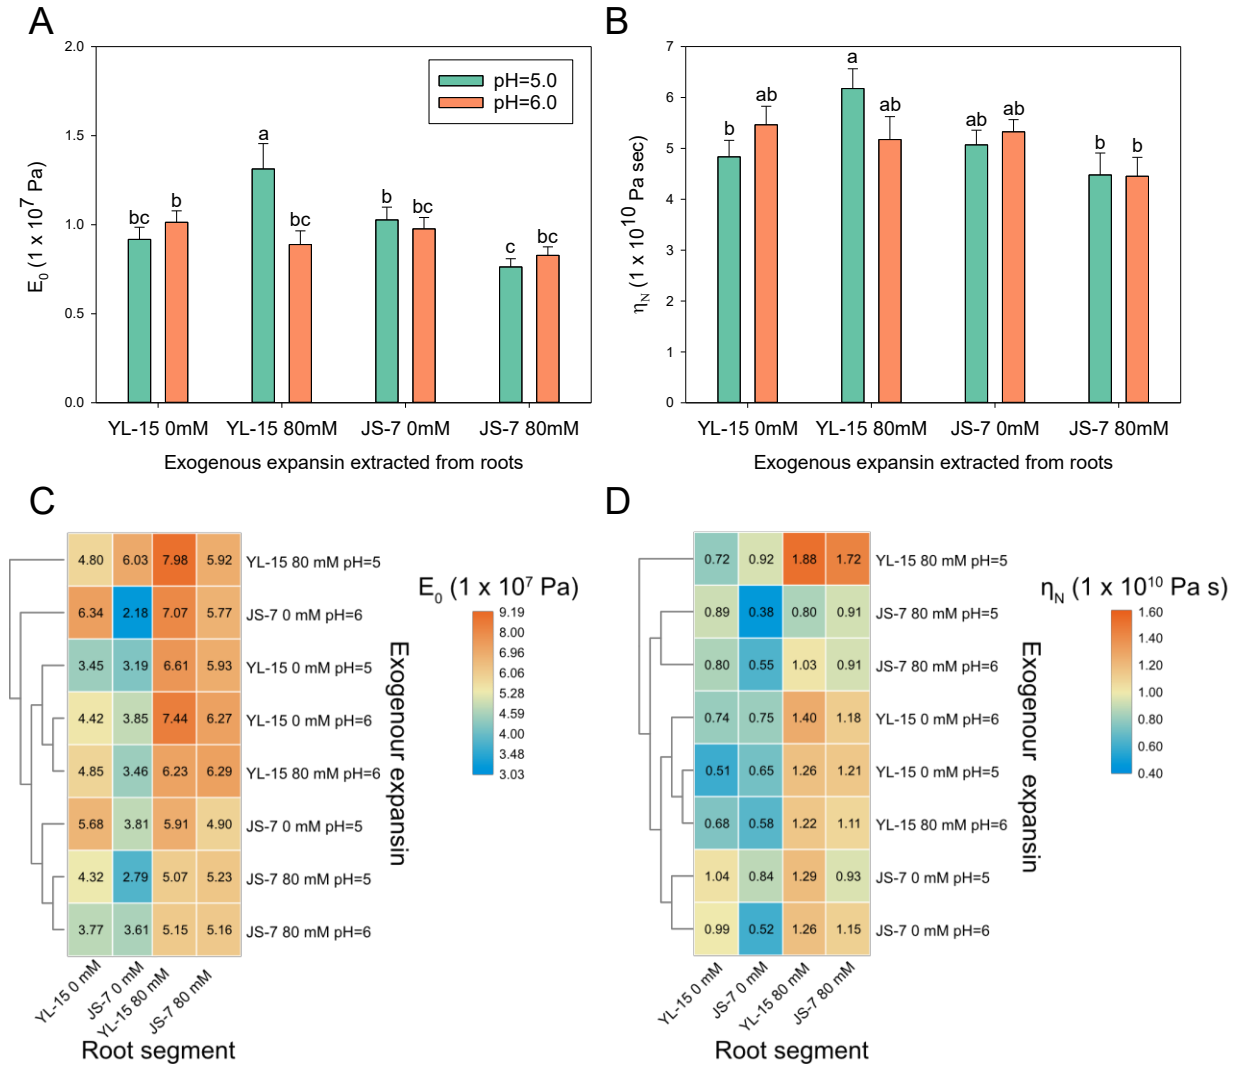 A
2.0
1.5
1.0
0.5
0.0
E0 (1 x 10^7 Pa)
pH=5.0
pH=6.0
bc
b
a
bc
b
bc
c
bc
YL-15 0mM
YL-15 80mM
JS-7 0mM
JS-7 80mM
Exogenous expansin extracted from roots
B
7
6
5
4
3
2
1
0
ηN (1 x 10^10 Pa sec)
b
ab
a
ab
ab
ab
b
b
YL-15 0mM
YL-15 80mM
JS-7 0mM
JS-7 80mM
Exogenous expansin extracted from roots
C
4.80 6.03 7.98 5.92 YL-15 80 mM pH=5
6.34 2.18 7.07 5.77 JS-7 0 mM pH=6
3.45 3.19 6.61 5.93 YL-15 0 mM pH=5
4.42 3.85 7.44 6.27 YL-15 0 mM pH=6
4.85 3.46 6.23 6.29 YL-15 80 mM pH=6
5.68 3.81 5.91 4.90 JS-7 0 mM pH=5
4.32 2.79 5.07 5.23 JS-7 80 mM pH=5
3.77 3.61 5.15 5.16 JS-7 80 mM pH=6
YL-15 0 mM
JS-7 0 mM
YL-15 80 mM
JS-7 80 mM
Root segment
Exogenour expansin
E0 (1 x 10^7 Pa)
9.19
8.00
6.96
6.06
5.28
4.59
4.00
3.48
3.03
D
0.72 0.92 1.88 1.72 YL-15 80 mM pH=5
0.89 0.38 0.80 0.91 JS-7 80 mM pH=5
0.80 0.55 1.03 0.91 JS-7 80 mM pH=6
0.74 0.75 1.40 1.18 YL-15 0 mM pH=6
0.51 0.65 1.26 1.21 YL-15 0 mM pH=5
0.68 0.58 1.22 1.11 YL-15 80 mM pH=6
1.04 0.84 1.29 0.93 JS-7 0 mM pH=5
0.99 0.52 1.26 1.15 JS-7 0 mM pH=6
YL-15 0 mM
JS-7 0 mM
YL-15 80 mM
JS-7 80 mM
Root segment
Exogenour expansin
ηN (1 x 10^10 Pa s)
1.60
1.40
1.20
1.00
0.80
0.60
0.40